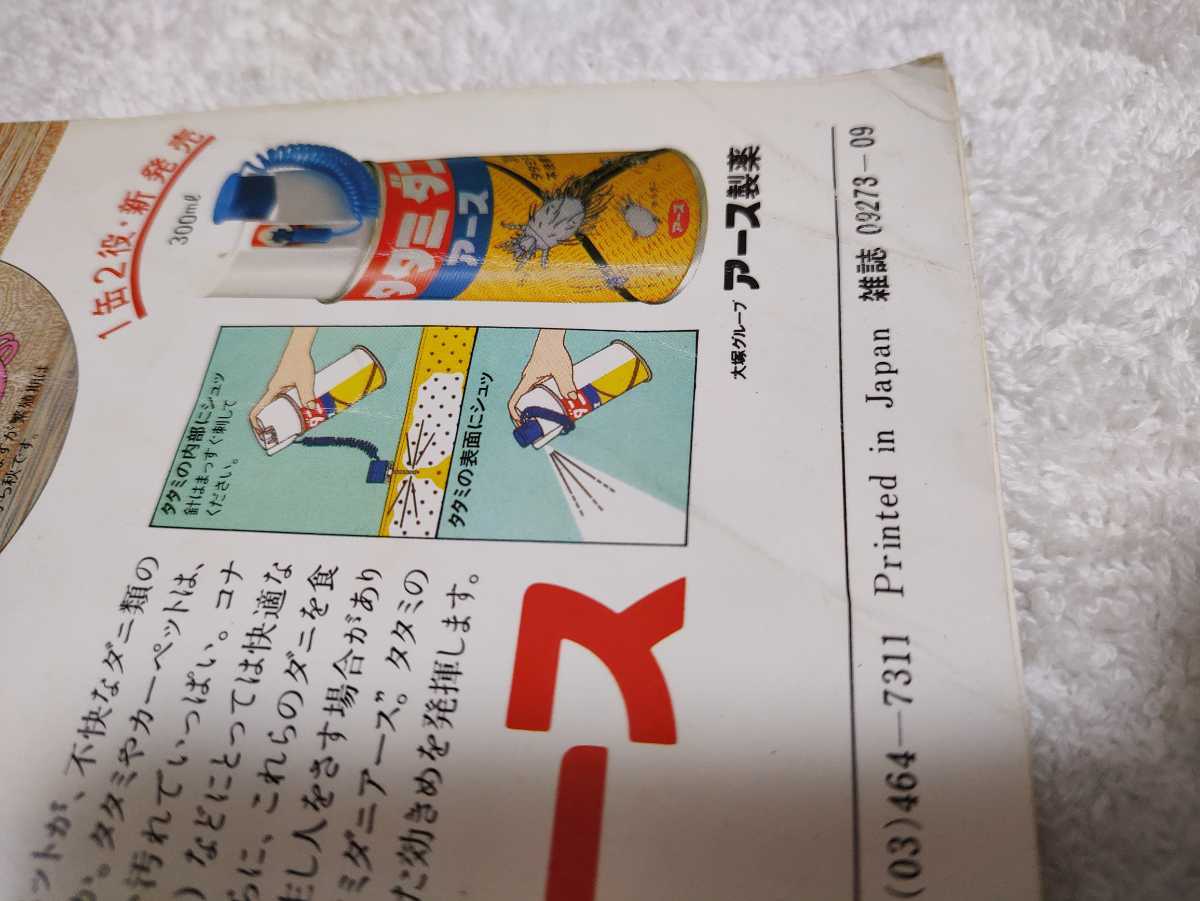 1缶2役・新発売
300mℓ
タタミダニ
アース
アース
大塚グループ アース製薬
タタミの内部にシュッ
針はまっすぐ刺して
ください。
タタミの表面にシュッ
が、不快なダニ類の
。タタミやカーペットは、
汚れでいっぱい。コナ
)などにとっては快適な
に、これらのダニを食
し人をさす場合があり
ミダニアース”。タタミの
だ効きめを発揮します。
ース
(03)464-7311 Printed in Japan 雑誌 09273-09